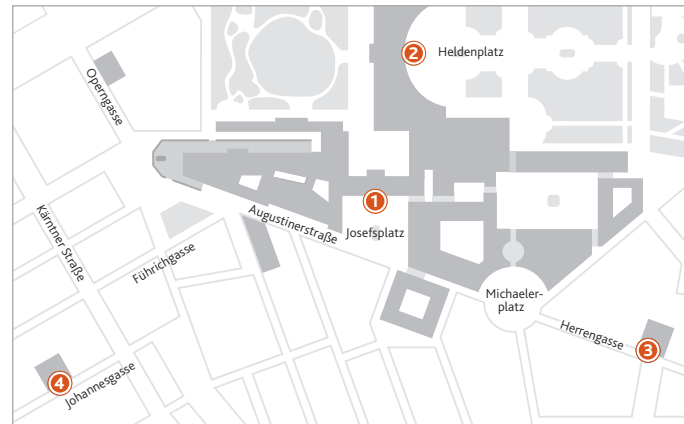 2
Heldenplatz
Operngasse
1
Josefsplatz
Augustinerstraße
Kärntner Straße
Führichgasse
Michaeler-
platz
Herrengasse
3
4
Johannesgasse